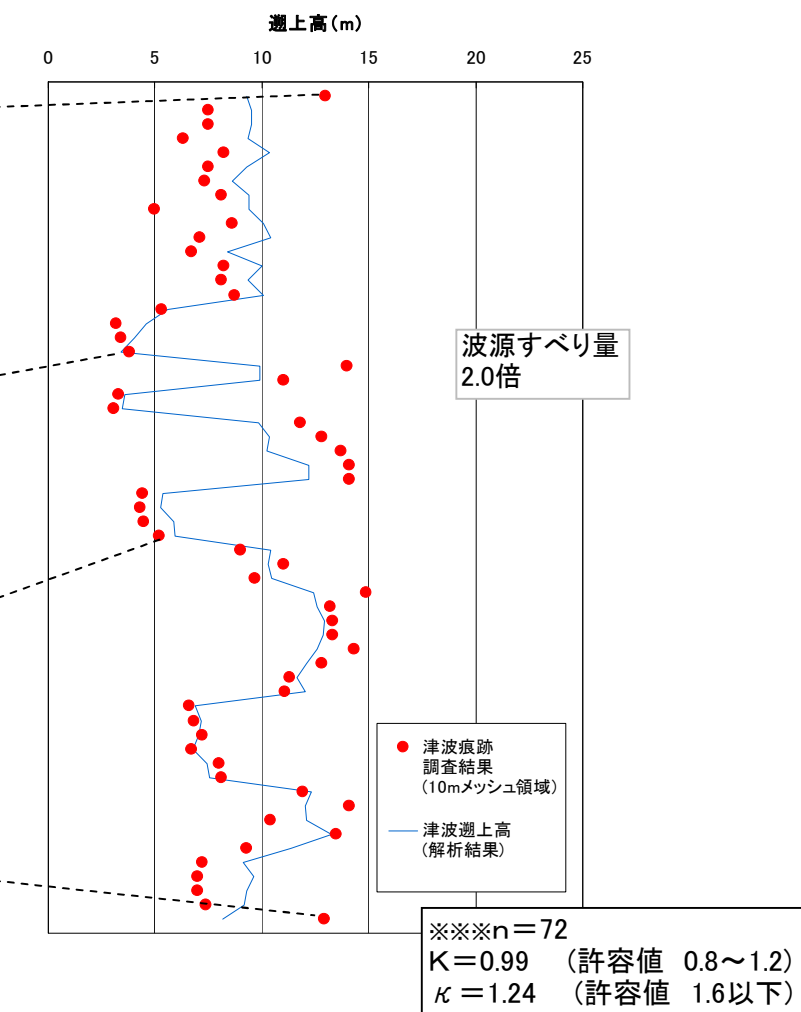 遡上高(m)
0 5 10 15 20 25
波源すべり量
2.0倍
津波痕跡
調査結果
(10mメッシュ領域)
津波遡上高
(解析結果)
※※※n=72
K=0.99 (許容値 0.8～1.2)
κ=1.24 (許容値 1.6以下)